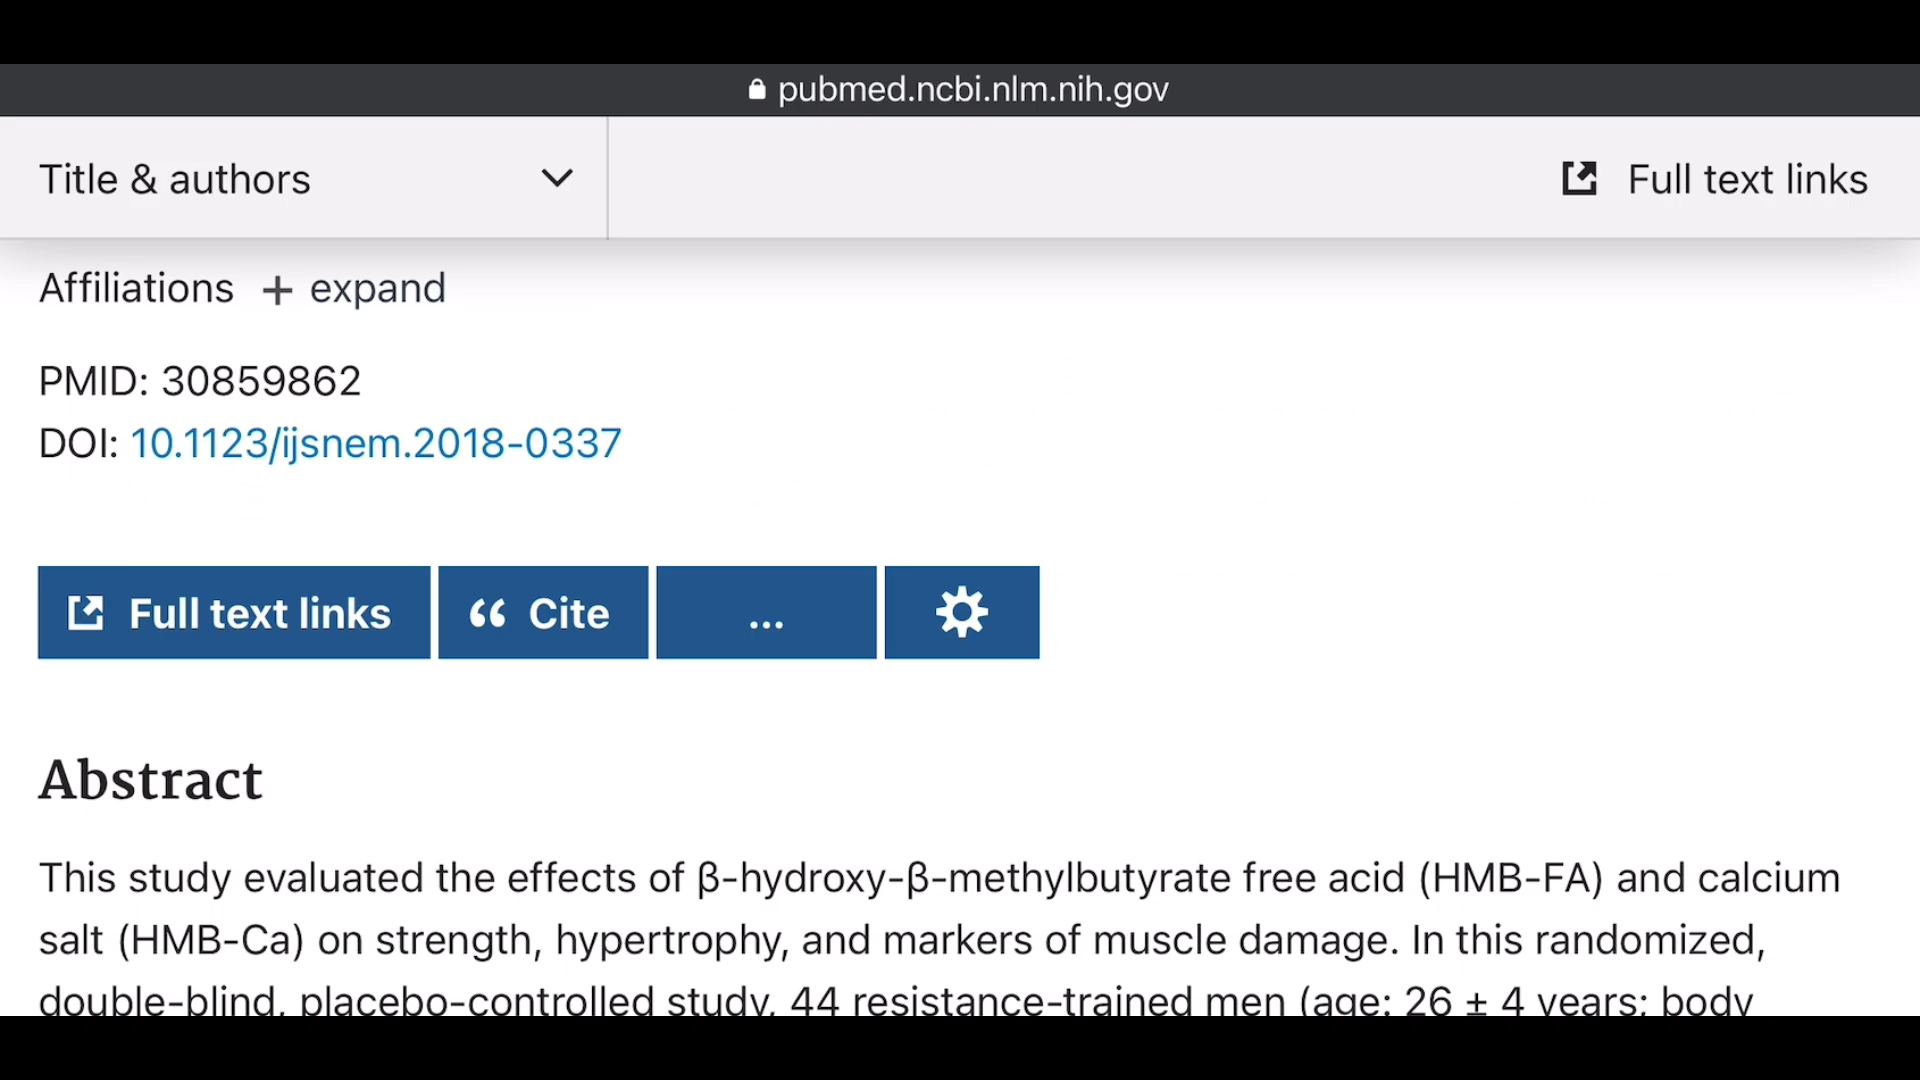 pubmed.ncbi.nlm.nih.gov
Title & authors
Full text links
Affiliations + expand
PMID: 30859862
DOI: 10.1123/ijsnem.2018-0337
Full text links
Cite
...
Abstract
This study evaluated the effects of β-hydroxy-β-methylbutyrate free acid (HMB-FA) and calcium
salt (HMB-Ca) on strength, hypertrophy, and markers of muscle damage. In this randomized,
double-blind, placebo-controlled study, 44 resistance-trained men (age: 26 ± 4 years; body